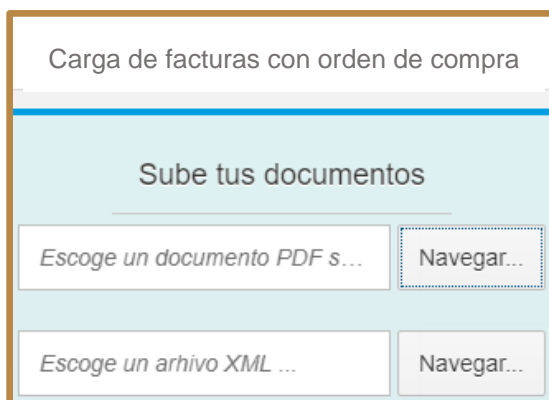 Carga de facturas con orden de compra
Sube tus documentos
Escoge un documento PDF s... Navegar...
Escoge un arhivo XML ... Navegar...